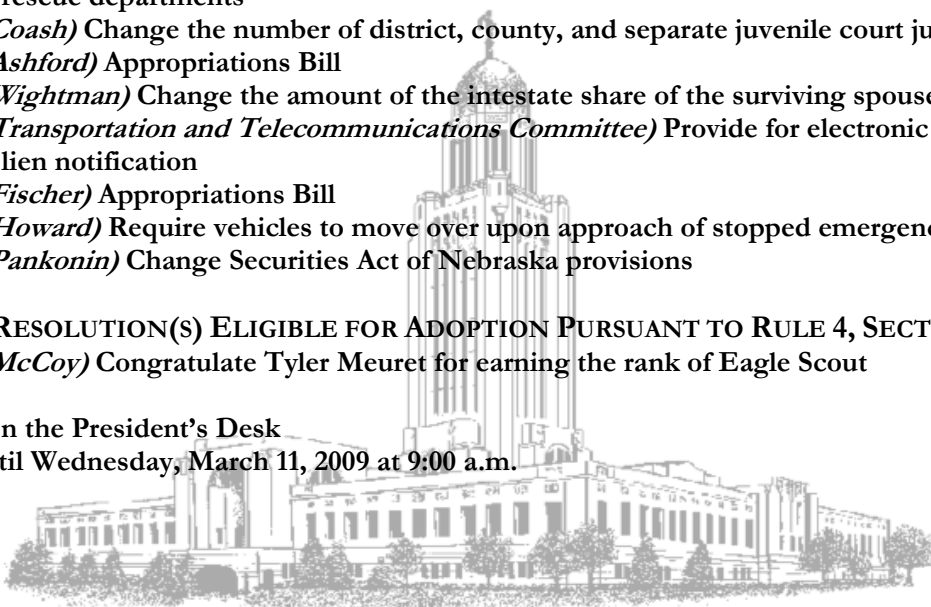 rescue departments
Coash) Change the number of district, county, and separate juvenile court ju
Ashford) Appropriations Bill
Wightman) Change the amount of the intestate share of the surviving spouse
Transportation and Telecommunications Committee) Provide for electronic
lien notification
Fischer) Appropriations Bill
Howard) Require vehicles to move over upon approach of stopped emergenc
Pankonin) Change Securities Act of Nebraska provisions
RESOLUTION(S) ELIGIBLE FOR ADOPTION PURSUANT TO RULE 4, SECT
McCoy) Congratulate Tyler Meuret for earning the rank of Eagle Scout
n the President's Desk
til Wednesday, March 11, 2009 at 9:00 a.m.